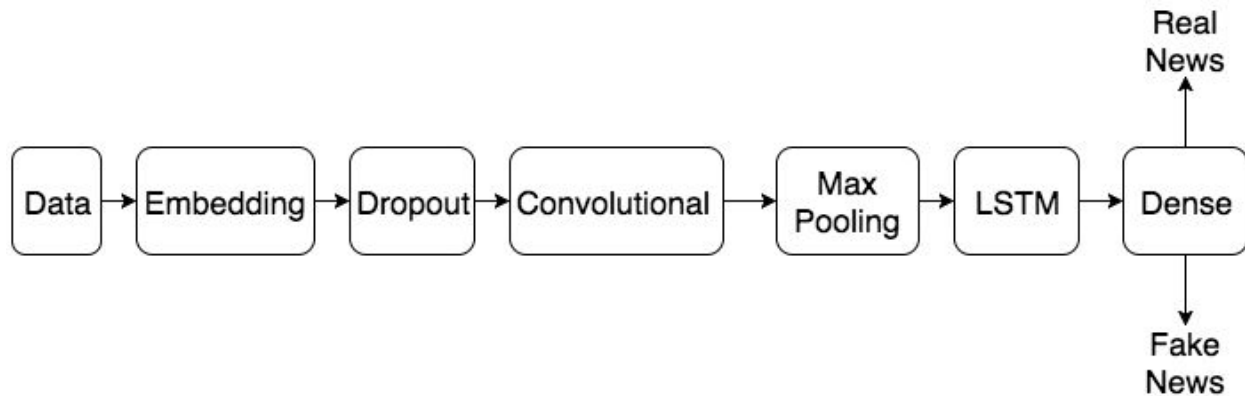 Real
News
Data
Embedding
Dropout
Convolutional
Max
Pooling
LSTM
Dense
Fake
News